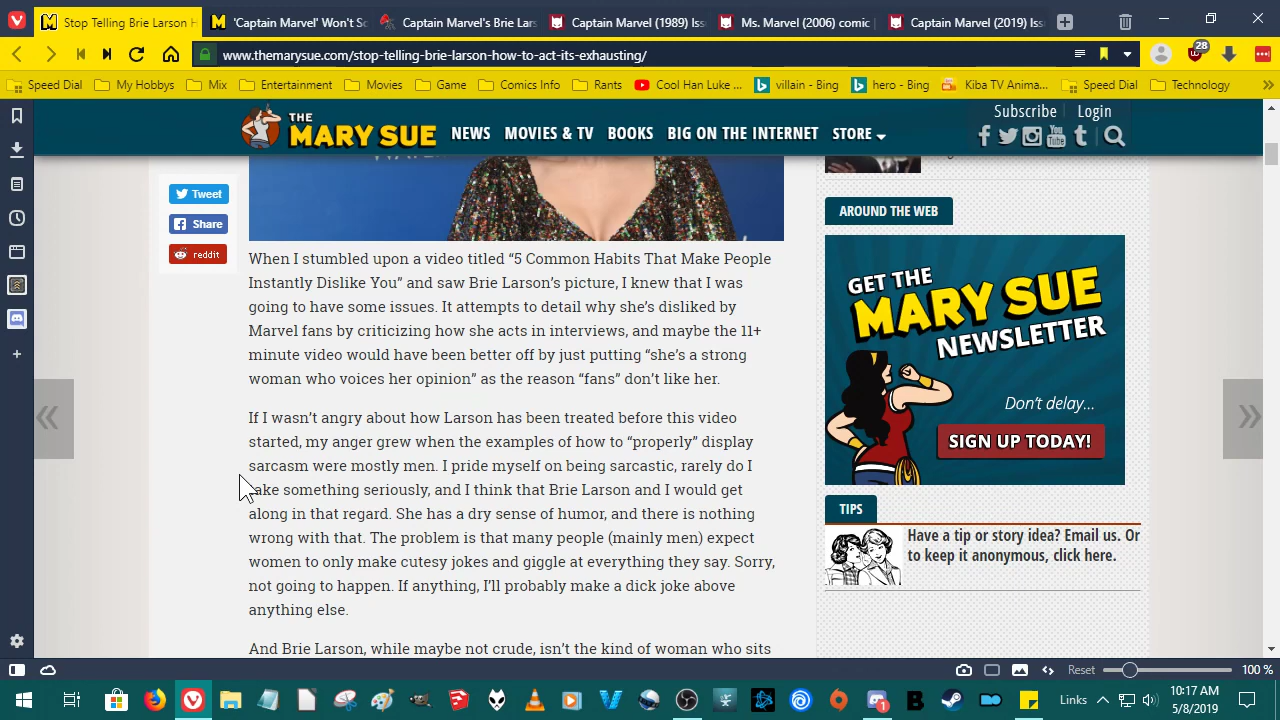 Stop Telling Brie Larson H
'Captain Marvel' Won't Sc
Captain Marvel's Brie Lar
Captain Marvel (1989) Iss
Ms. Marvel (2006) comic
Captain Marvel (2019) Iss
www.themarysue.com/stop-telling-brie-larson-how-to-act-its-exhausting/
28
Speed Dial
My Hobbys
Mix
Entertainment
Movies
Game
Comics Info
Rants
Cool Han Luke ...
villain - Bing
hero - Bing
Kiba TV Anima...
Speed Dial
Technology
THE
MARY SUE
NEWS
MOVIES & TV
BOOKS
BIG ON THE INTERNET
STORE
Subscribe
Login
Tweet
Share
reddit
When I stumbled upon a video titled “5 Common Habits That Make People
Instantly Dislike You” and saw Brie Larson’s picture, I knew that I was
going to have some issues. It attempts to detail why she’s disliked by
Marvel fans by criticizing how she acts in interviews, and maybe the 11+
minute video would have been better off by just putting “she’s a strong
woman who voices her opinion” as the reason “fans” don’t like her.
If I wasn’t angry about how Larson has been treated before this video
started, my anger grew when the examples of how to “properly” display
sarcasm were mostly men. I pride myself on being sarcastic, rarely do I
take something seriously, and I think that Brie Larson and I would get
along in that regard. She has a dry sense of humor, and there is nothing
wrong with that. The problem is that many people (mainly men) expect
women to only make cutesy jokes and giggle at everything they say. Sorry,
not going to happen. If anything, I’ll probably make a dick joke above
anything else.
And Brie Larson, while maybe not crude, isn’t the kind of woman who sits
AROUND THE WEB
GET THE
MARY SUE
NEWSLETTER
Don't delay...
SIGN UP TODAY!
TIPS
Have a tip or story idea? Email us. Or
to keep it anonymous, click here.
Reset
100 %
Links
10:17 AM
5/8/2019